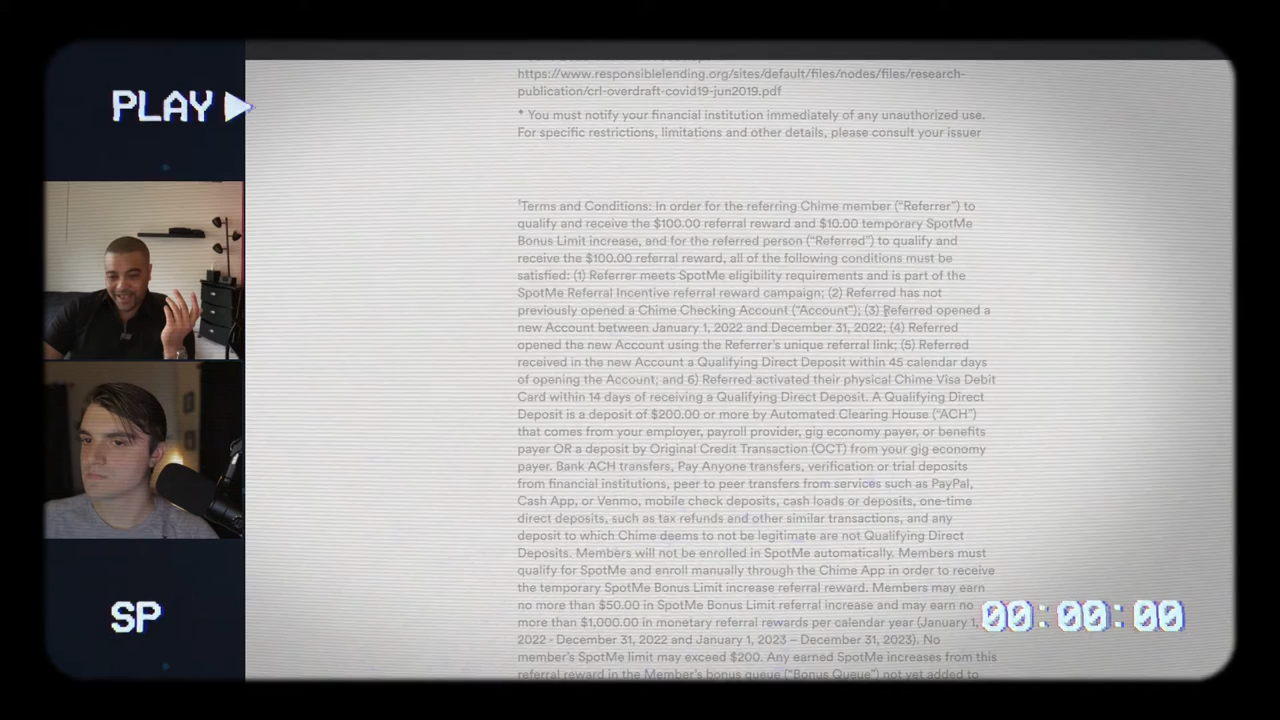 PLAY
https://www.responsiblelending.org/sites/default/files/nodes/files/research-
publication/crl-overdraft-covid19-jun2019.pdf
* You must notify your financial institution immediately of any unauthorized use.
For specific restrictions, limitations and other details, please consult your issuer
¹Terms and Conditions: In order for the referring Chime member (“Referrer”) to
qualify and receive the $100.00 referral reward and $10.00 temporary SpotMe
Bonus Limit increase, and for the referred person (“Referred”) to qualify and
receive the $100.00 referral reward, all of the following conditions must be
satisfied: (1) Referrer meets SpotMe eligibility requirements and is part of the
SpotMe Referral Incentive referral reward campaign; (2) Referred has not
previously opened a Chime Checking Account (“Account”); (3) Referred opened a
new Account between January 1, 2022 and December 31, 2022; (4) Referred
opened the new Account using the Referrer’s unique referral link; (5) Referred
received in the new Account a Qualifying Direct Deposit within 45 calendar days
of opening the Account; and 6) Referred activated their physical Chime Visa Debit
Card within 14 days of receiving a Qualifying Direct Deposit. A Qualifying Direct
Deposit is a deposit of $200.00 or more by Automated Clearing House (“ACH”)
that comes from your employer, payroll provider, gig economy payer, or benefits
payer OR a deposit by Original Credit Transaction (OCT) from your gig economy
payer. Bank ACH transfers, Pay Anyone transfers, verification or trial deposits
from financial institutions, peer to peer transfers from services such as PayPal,
Cash App, or Venmo, mobile check deposits, cash loads or deposits, one-time
direct deposits, such as tax refunds and other similar transactions, and any
deposit to which Chime deems to not be legitimate are not Qualifying Direct
Deposits. Members will not be enrolled in SpotMe automatically. Members must
qualify for SpotMe and enroll manually through the Chime App in order to receive
the temporary SpotMe Bonus Limit increase referral reward. Members may earn
no more than $50.00 in SpotMe Bonus Limit referral increase and may earn no
more than $1,000.00 in monetary referral rewards per calendar year (January 1,
2022 - December 31, 2022 and January 1, 2023 – December 31, 2023). No
member’s SpotMe limit may exceed $200. Any earned SpotMe increases from this
referral reward in the Member’s bonus queue (“Bonus Queue”) not yet added to
SP
00:00:00